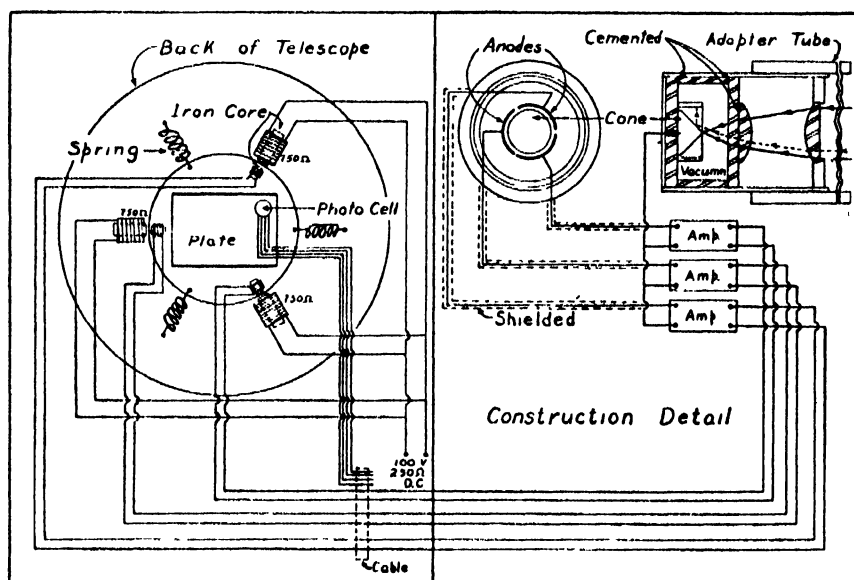 Back of Telescope
Iron Core
Spring
750Ω
750Ω
Photo Cell
Plate
750Ω
100 V
250Ω
D.C
Cable
Anodes
Cemented
Adapter Tube
Cone
Vacumn
Amp.
Amp.
Amp
Shielded
Construction Detail